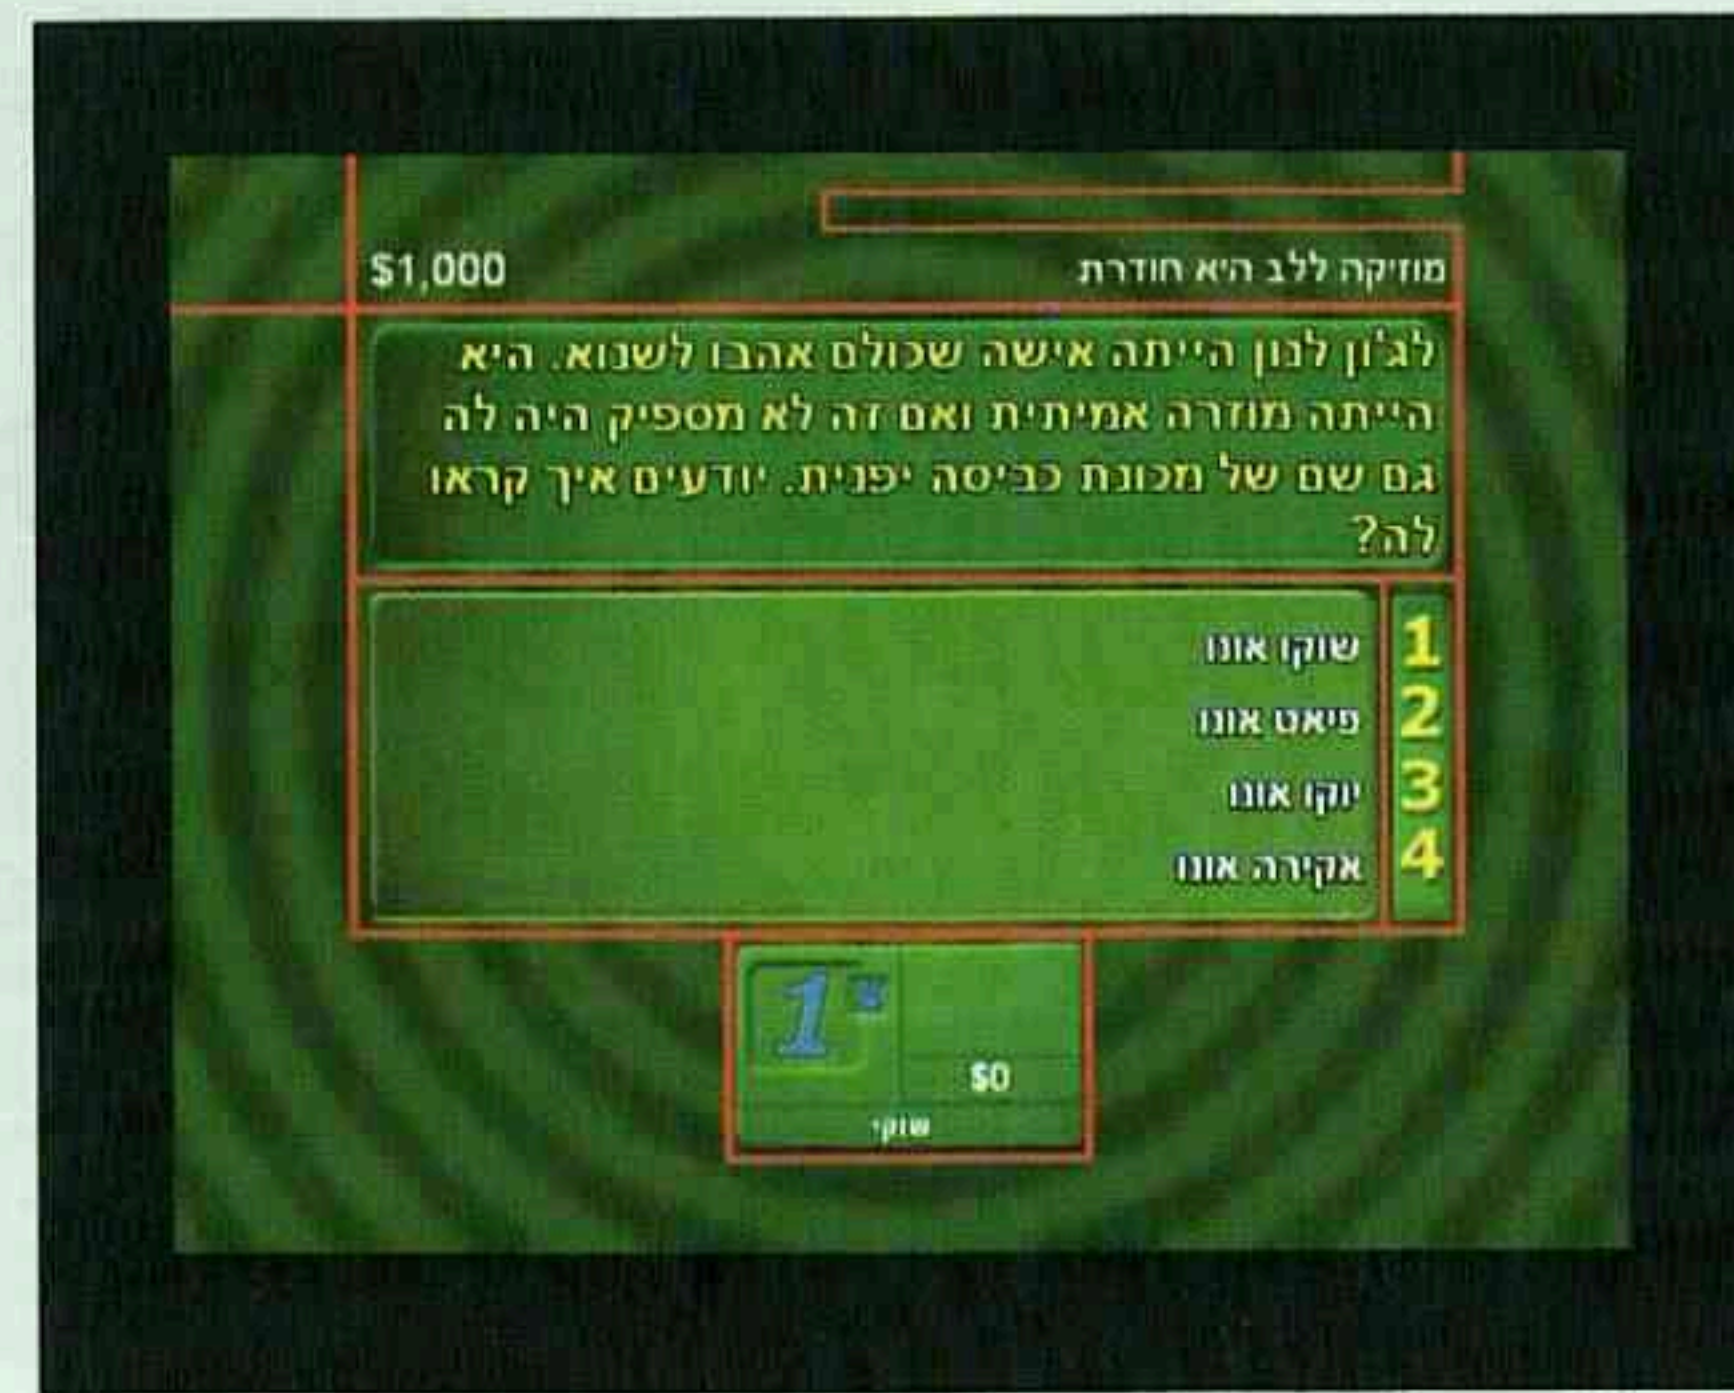 מוזיקה ללב היא חודרת
$1,000
לג'ון לנון הייתה אישה שכולם אהבו לשנוא. היא
הייתה מוזרה אמיתית ואם זה לא מספיק היה לה
גם שם של מכונת כביסה יפנית. יודעים איך קראו
לה?
1 שוקו אונו
2 פיאט אונו
3 יוקו אונו
4 אקירה אונו
1
$0
שוקי